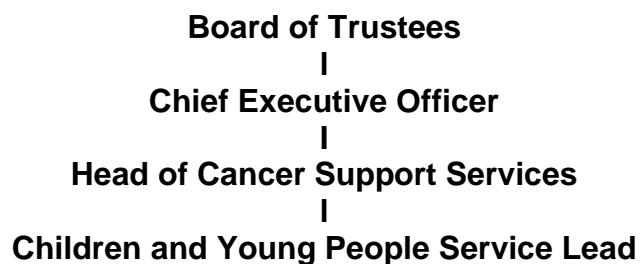 Board of Trustees
I
Chief Executive Officer
I
Head of Cancer Support Services
I
Children and Young People Service Lead